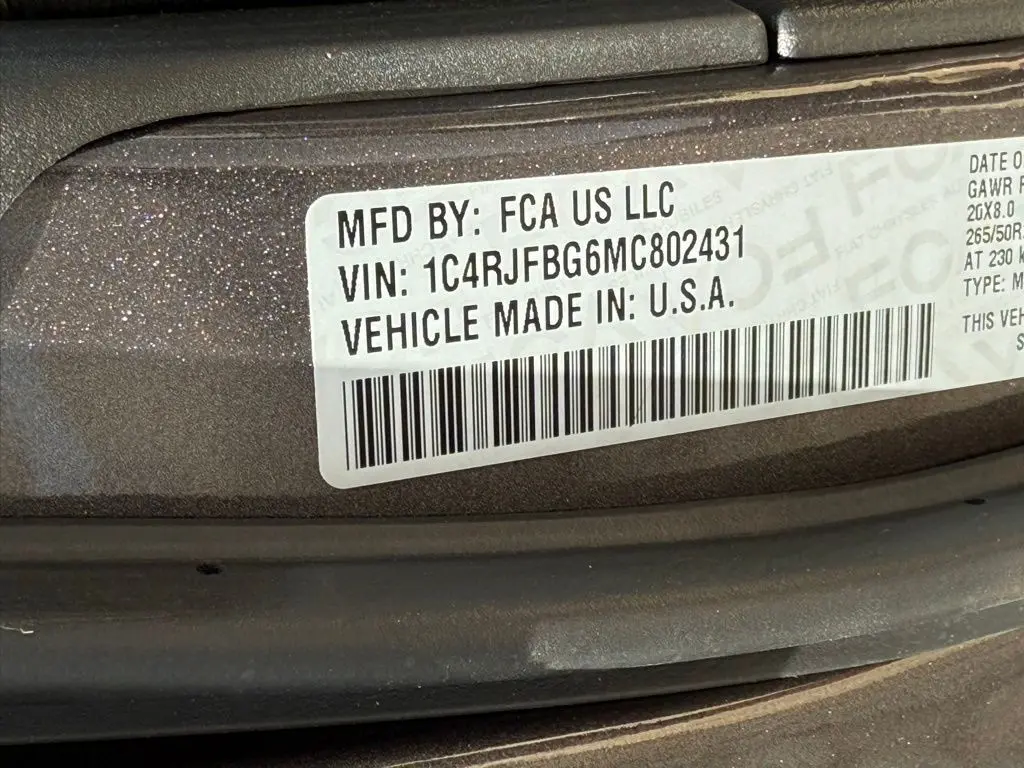 MFD BY: FCA US LLC
VIN: 1C4RJFBG6MC802431
VEHICLE MADE IN: U.S.A.
DATE O
GAWR
20X8.0
265/50R
AT 230
TYPE: M
THIS VEH